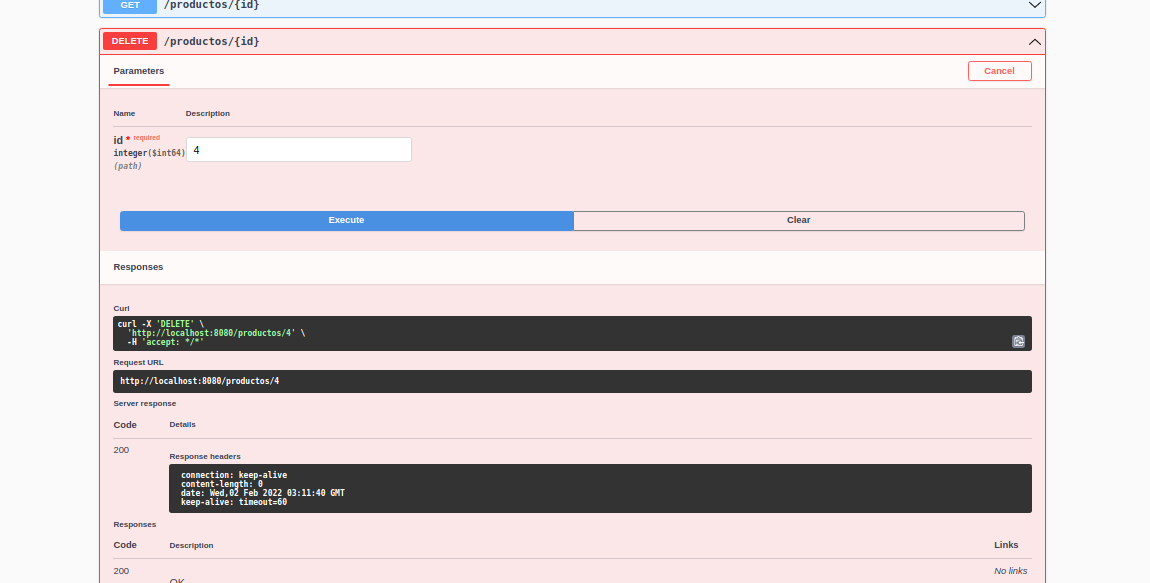 GET /productos/{id}
DELETE /productos/{id}
Parameters
Cancel
Name Description
id * required
integer($int64)
(path)
4
Execute Clear
Responses
Curl
curl -X 'DELETE' \
'http://localhost:8080/productos/4' \
-H 'accept: */*'
Request URL
http://localhost:8080/productos/4
Server response
Code Details
200
Response headers
connection: keep-alive
content-length: 0
date: Wed,02 Feb 2022 03:11:40 GMT
keep-alive: timeout=60
Responses
Code Description Links
200 No links
OK